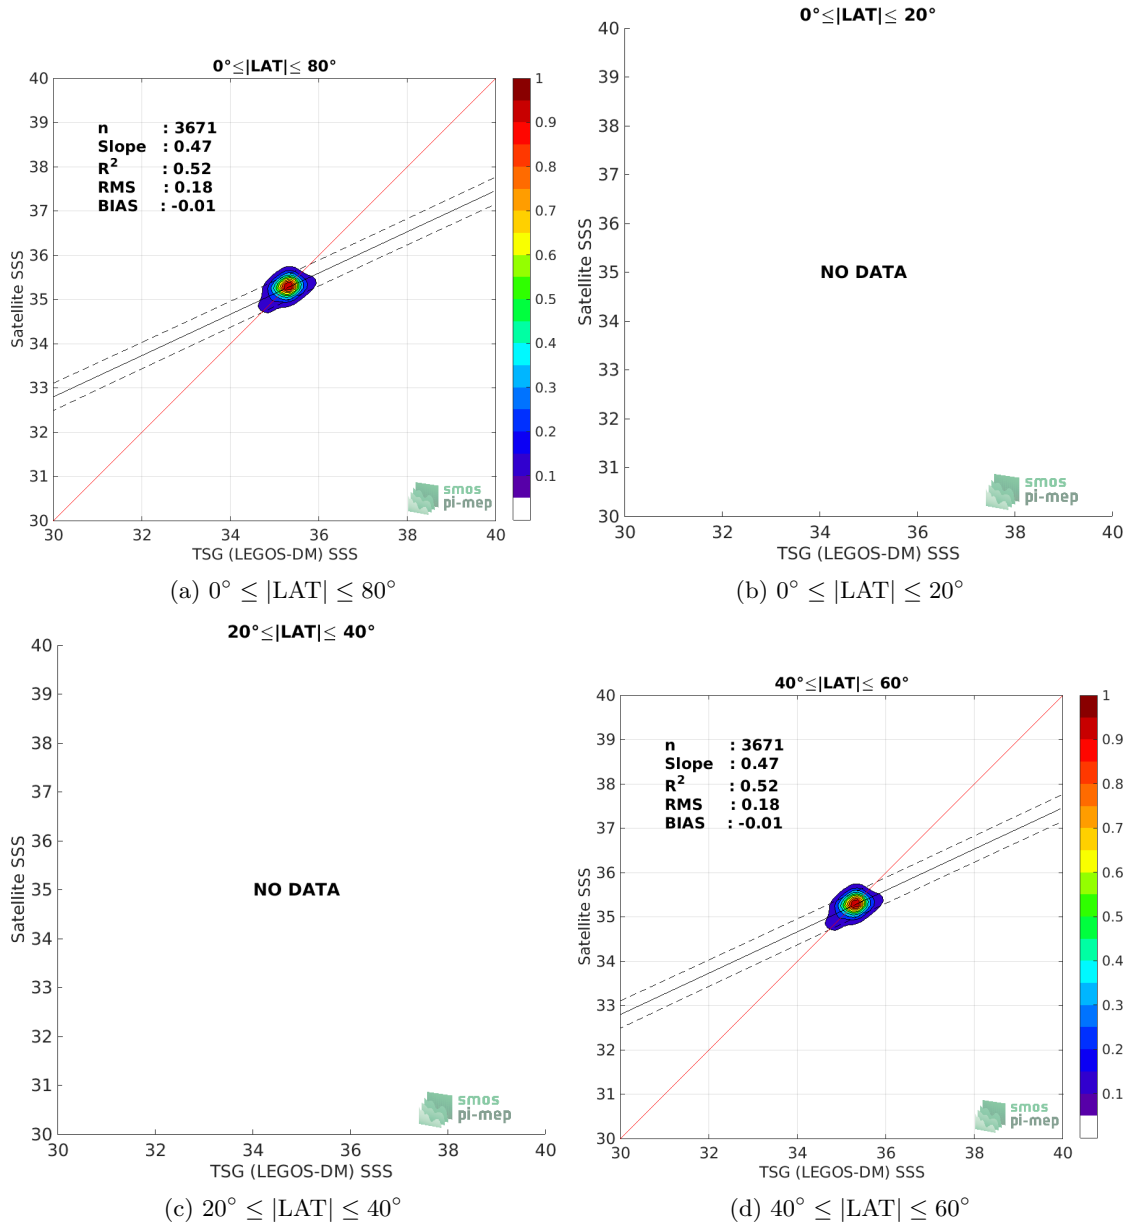 0°≤|LAT|≤ 80°
40
39
38
37
36
35
34
33
32
31
30
30
32
34
36
38
40
Satellite SSS
TSG (LEGOS-DM) SSS
n : 3671
Slope : 0.47
R² : 0.52
RMS : 0.18
BIAS : -0.01
1
0.9
0.8
0.7
0.6
0.5
0.4
0.3
0.2
0.1
smos
pi-mep
(a) 0° ≤ |LAT| ≤ 80°
0°≤|LAT|≤ 20°
40
39
38
37
36
35
34
33
32
31
30
30
32
34
36
38
40
Satellite SSS
TSG (LEGOS-DM) SSS
NO DATA
smos
pi-mep
(b) 0° ≤ |LAT| ≤ 20°
20°≤|LAT|≤ 40°
40
39
38
37
36
35
34
33
32
31
30
30
32
34
36
38
40
Satellite SSS
TSG (LEGOS-DM) SSS
NO DATA
smos
pi-mep
(c) 20° ≤ |LAT| ≤ 40°
40°≤|LAT|≤ 60°
40
39
38
37
36
35
34
33
32
31
30
30
32
34
36
38
40
Satellite SSS
TSG (LEGOS-DM) SSS
n : 3671
Slope : 0.47
R² : 0.52
RMS : 0.18
BIAS : -0.01
1
0.9
0.8
0.7
0.6
0.5
0.4
0.3
0.2
0.1
smos
pi-mep
(d) 40° ≤ |LAT| ≤ 60°